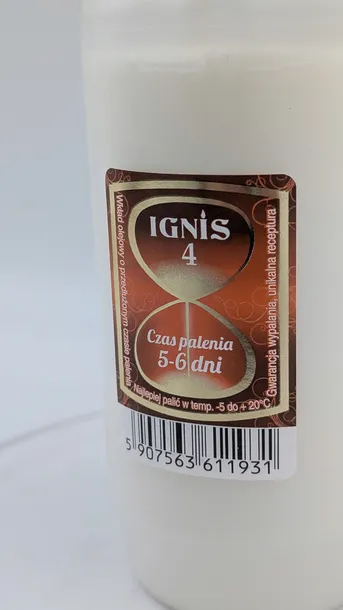 IGNIS
4
Czas palenia
5-6 dni
Wkład olejowy o przedłużonym czasie palenia
Najlepiej palić w temp. -5 do + 20°C
Gwarancja wypalania, unikalna receptura
5 907563 611931